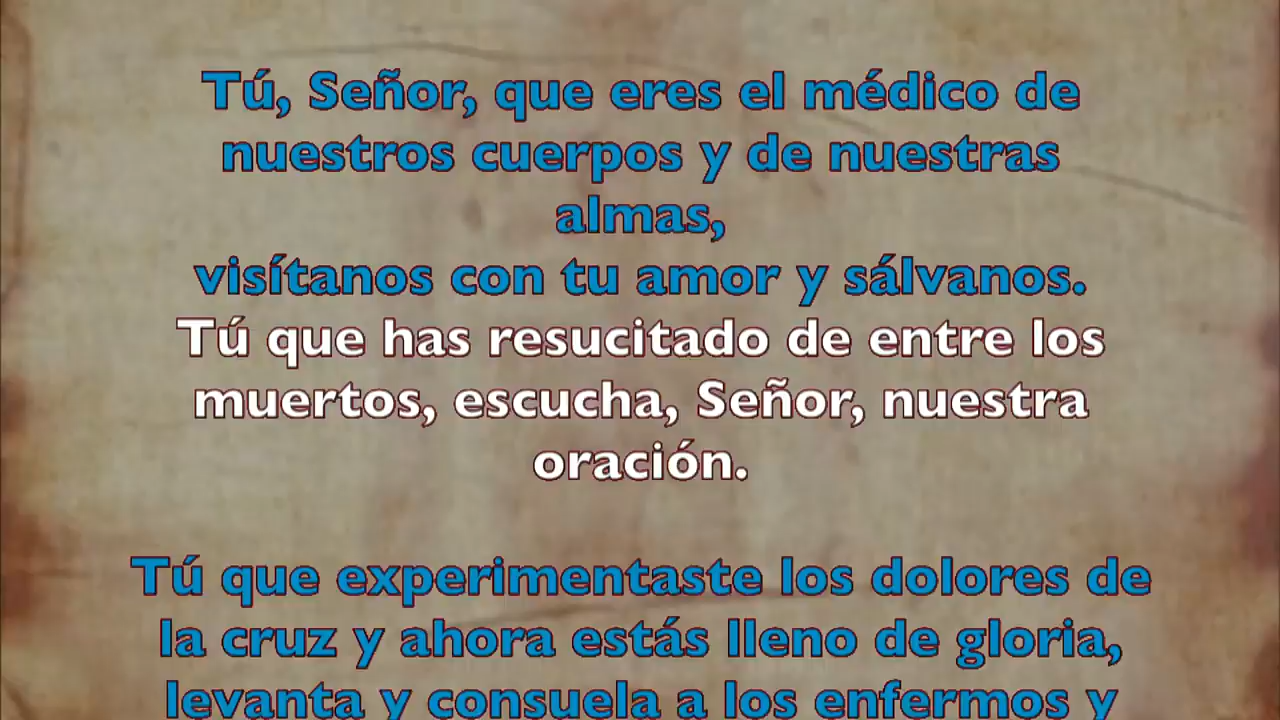 Tú, Señor, que eres el médico de
nuestros cuerpos y de nuestras
almas,
visítanos con tu amor y sálvanos.
Tú que has resucitado de entre los
muertos, escucha, Señor, nuestra
oración.
Tú que experimentaste los dolores de
la cruz y ahora estás lleno de gloria,
levanta y consuela a los enfermos y